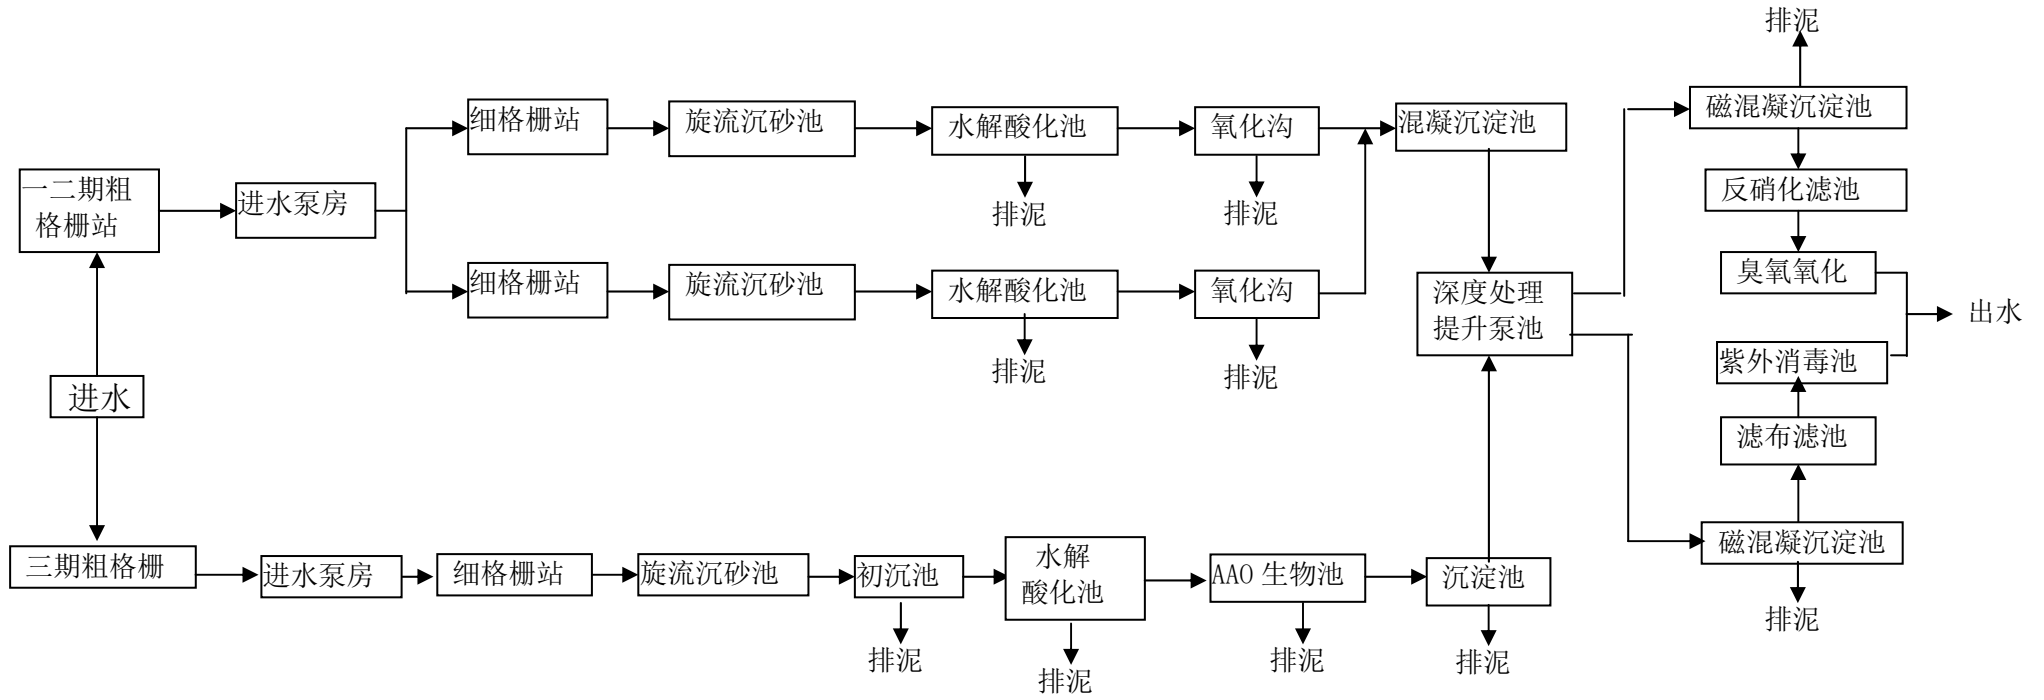 排泥
细格栅站
旋流沉砂池
水解酸化池
氧化沟
混凝沉淀池
磁混凝沉淀池
一二期粗
格栅站
进水泵房
排泥
排泥
反硝化滤池
细格栅站
旋流沉砂池
水解酸化池
氧化沟
深度处理
提升泵池
臭氧氧化
出水
排泥
排泥
紫外消毒池
进水
滤布滤池
三期粗格栅
进水泵房
细格栅站
旋流沉砂池
初沉池
水解
酸化池
AAO 生物池
沉淀池
磁混凝沉淀池
排泥
排泥
排泥
排泥
排泥